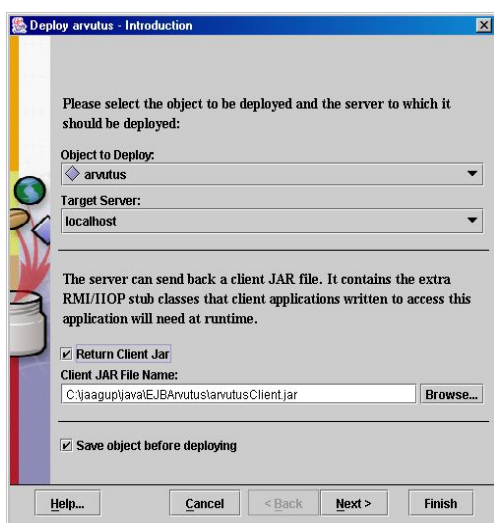 Deploy arvutus - Introduction
Please select the object to be deployed and the server to which it
should be deployed:
Object to Deploy:
arvutus
Target Server:
localhost
The server can send back a client JAR file. It contains the extra
RMI/IIOP stub classes that client applications written to access this
application will need at runtime.
Return Client Jar
Client JAR File Name:
C:\jaagup\java\EJBArvutus\arvutusClient.jar
Browse...
Save object before deploying
Help...
Cancel
< Back
Next >
Finish